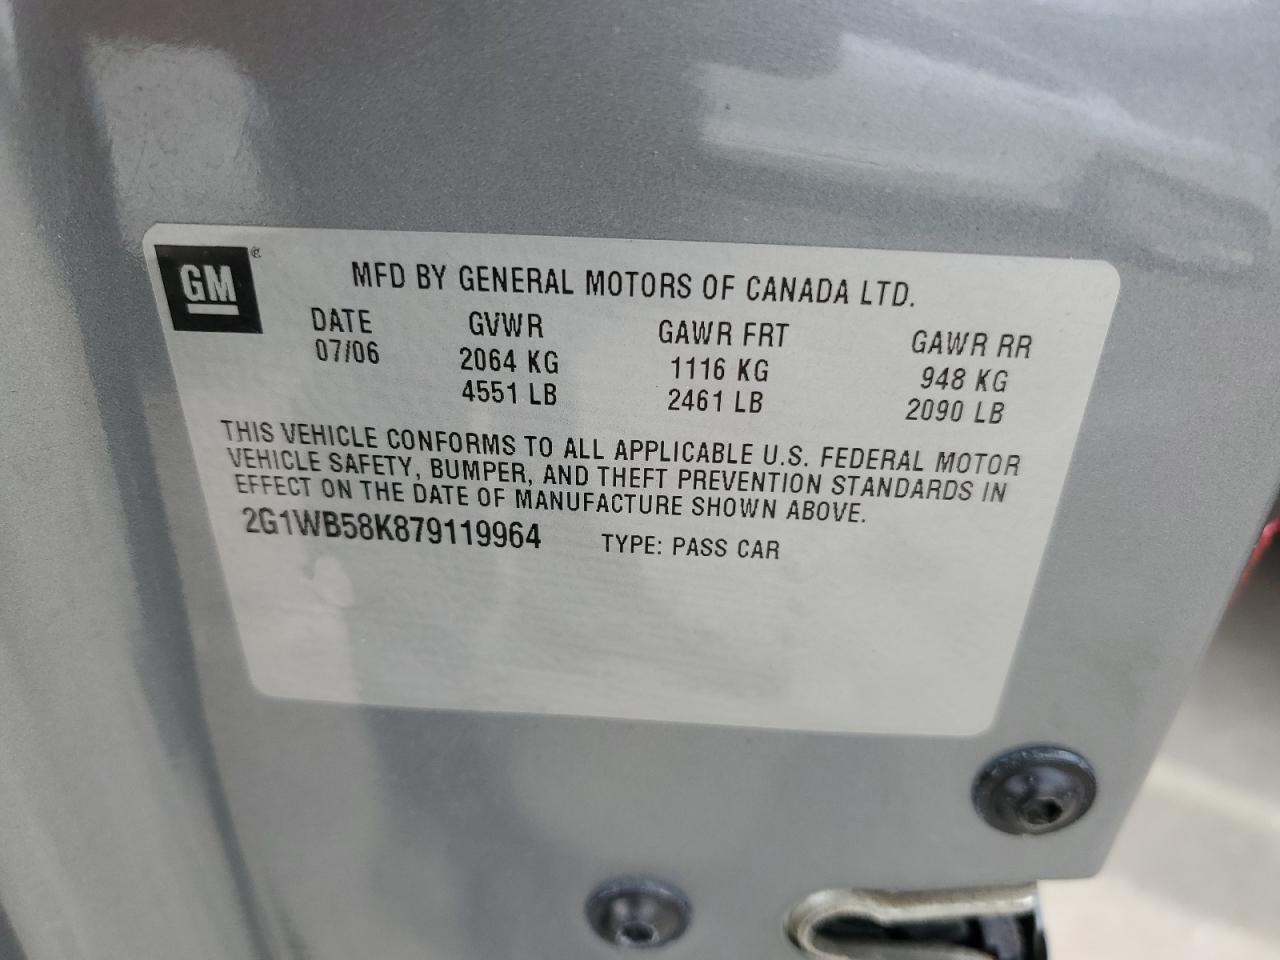 GM
MFD BY GENERAL MOTORS OF CANADA LTD.
DATE GVWR GAWR FRT GAWR RR
07/06 2064 KG 1116 KG 948 KG
4551 LB 2461 LB 2090 LB
THIS VEHICLE CONFORMS TO ALL APPLICABLE U.S. FEDERAL MOTOR
VEHICLE SAFETY, BUMPER, AND THEFT PREVENTION STANDARDS IN
EFFECT ON THE DATE OF MANUFACTURE SHOWN ABOVE.
2G1WB58K879119964 TYPE: PASS CAR